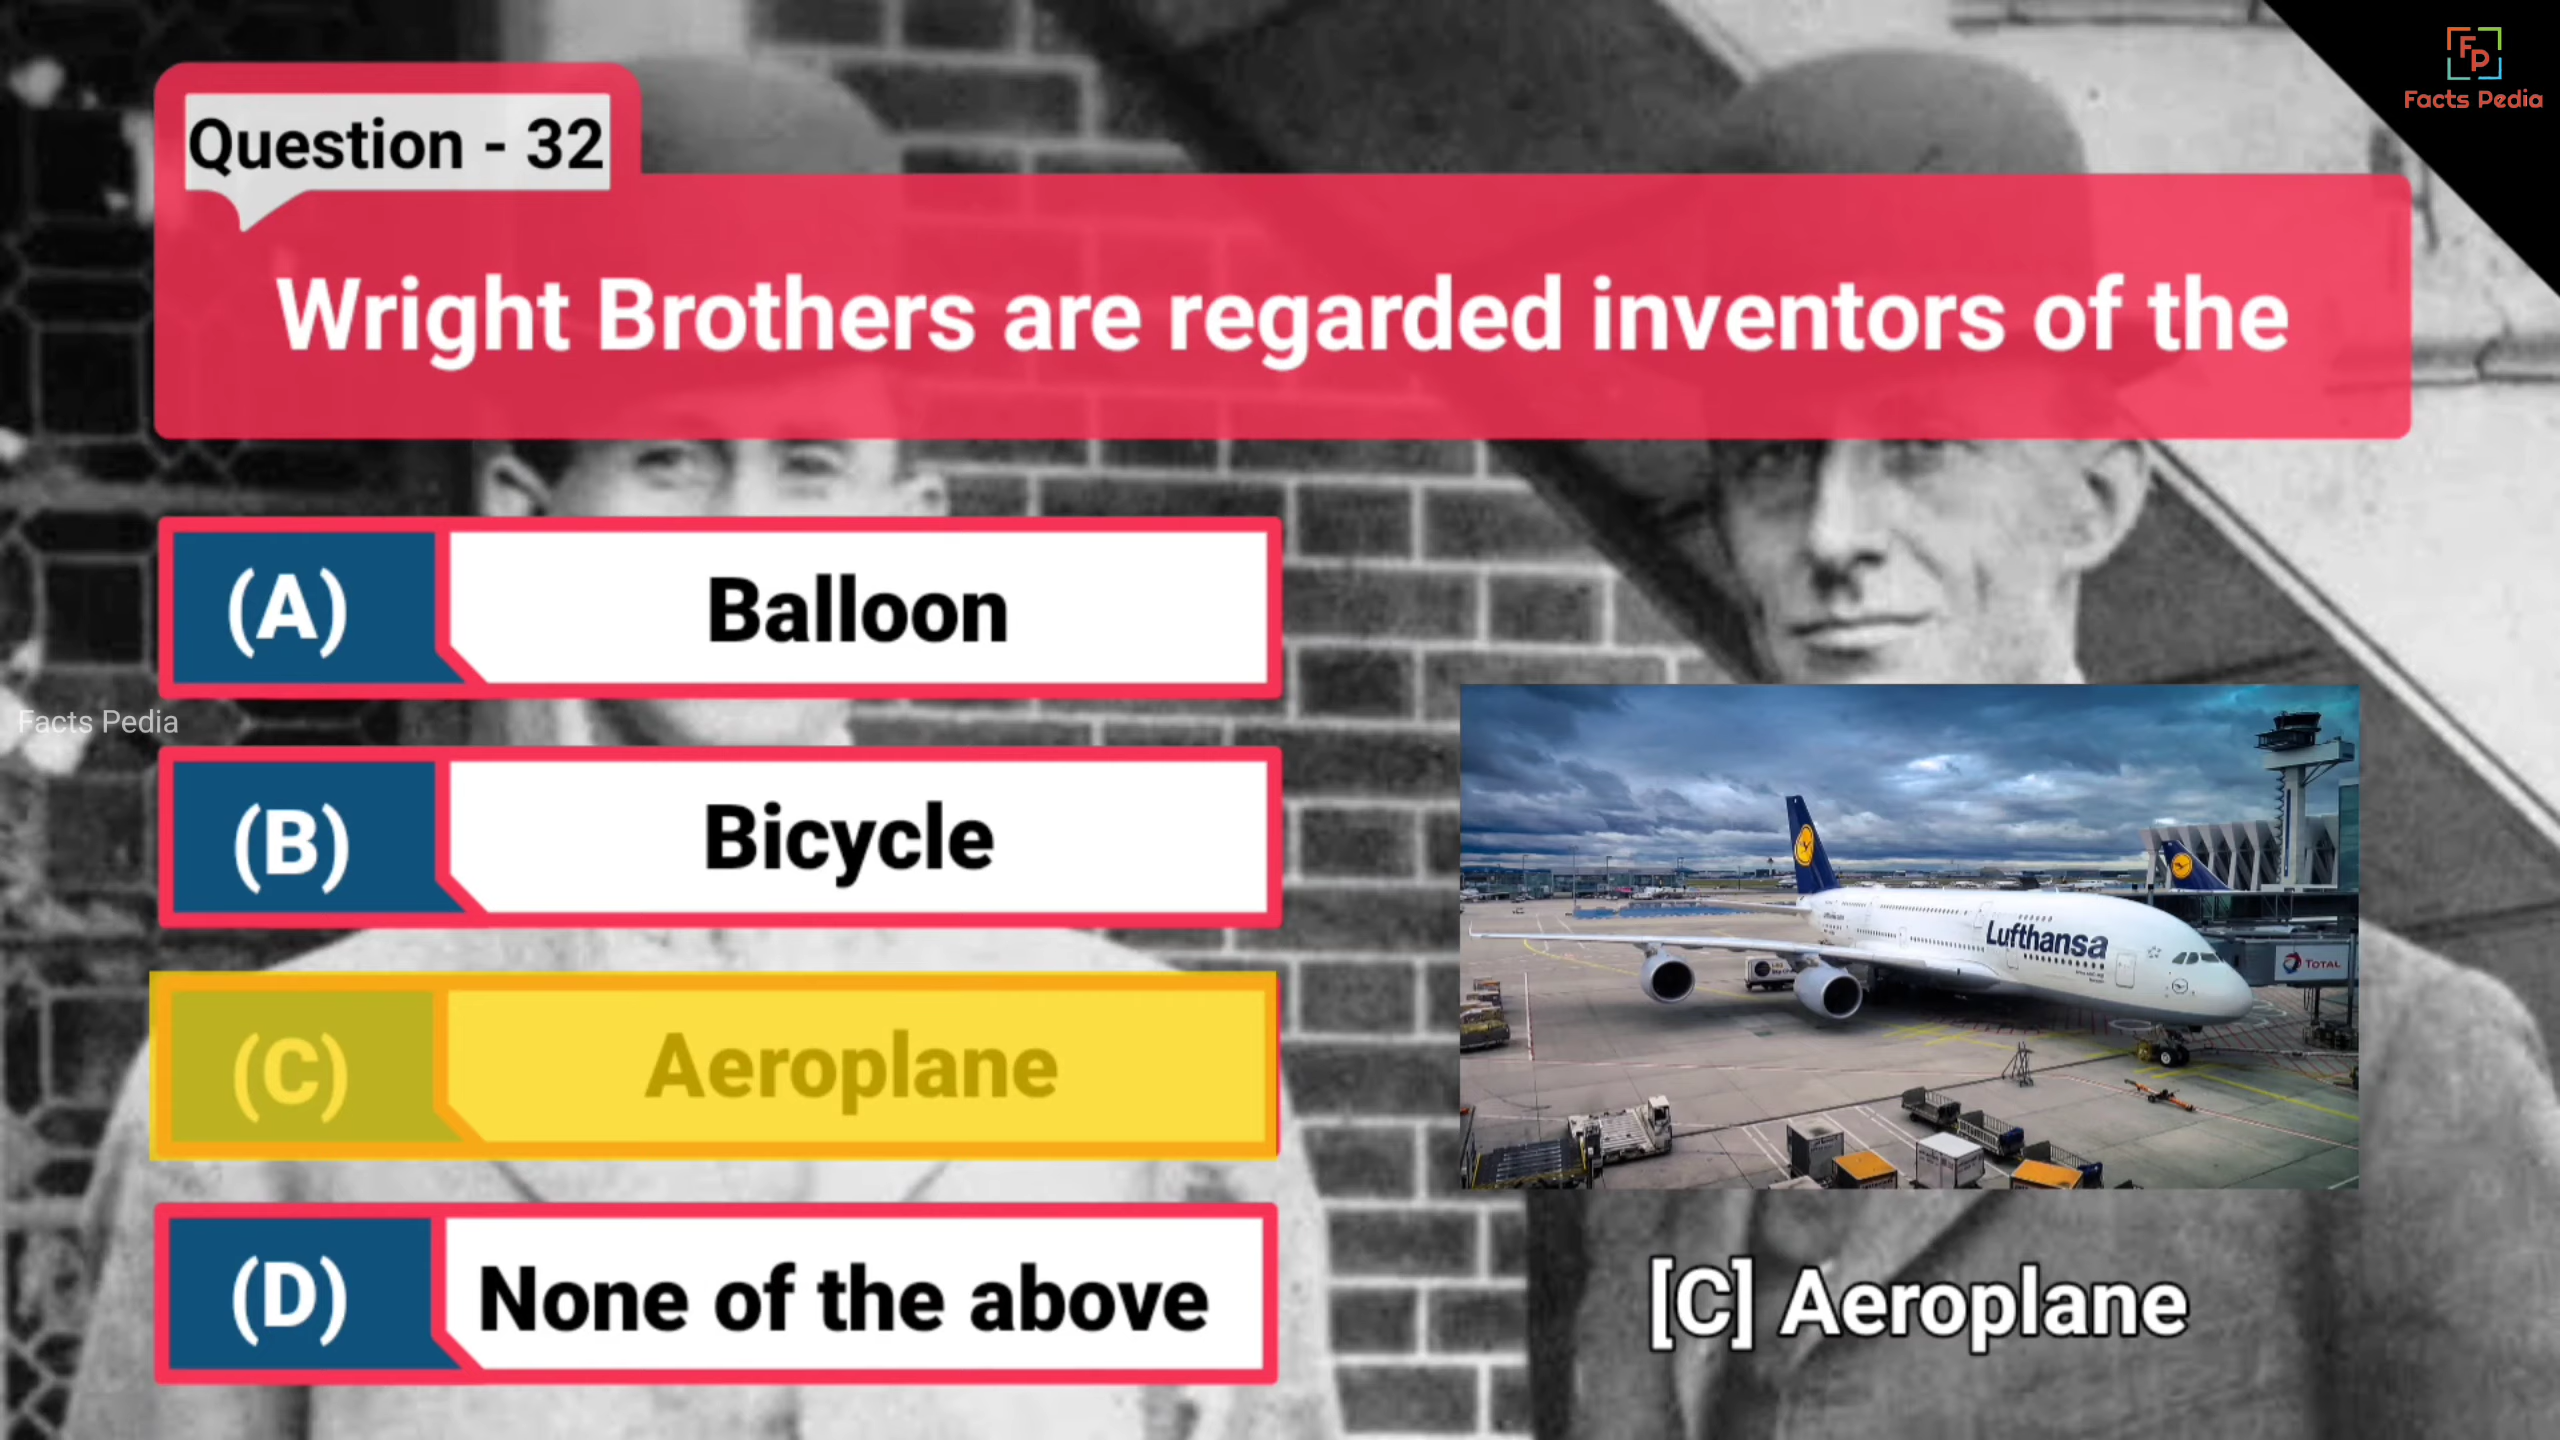 FP
Facts Pedia
Question - 32
Wright Brothers are regarded inventors of the
(A) Balloon
Facts Pedia
(B) Bicycle
(C) Aeroplane
(D) None of the above
Lufthansa
TOTAL
[C] Aeroplane